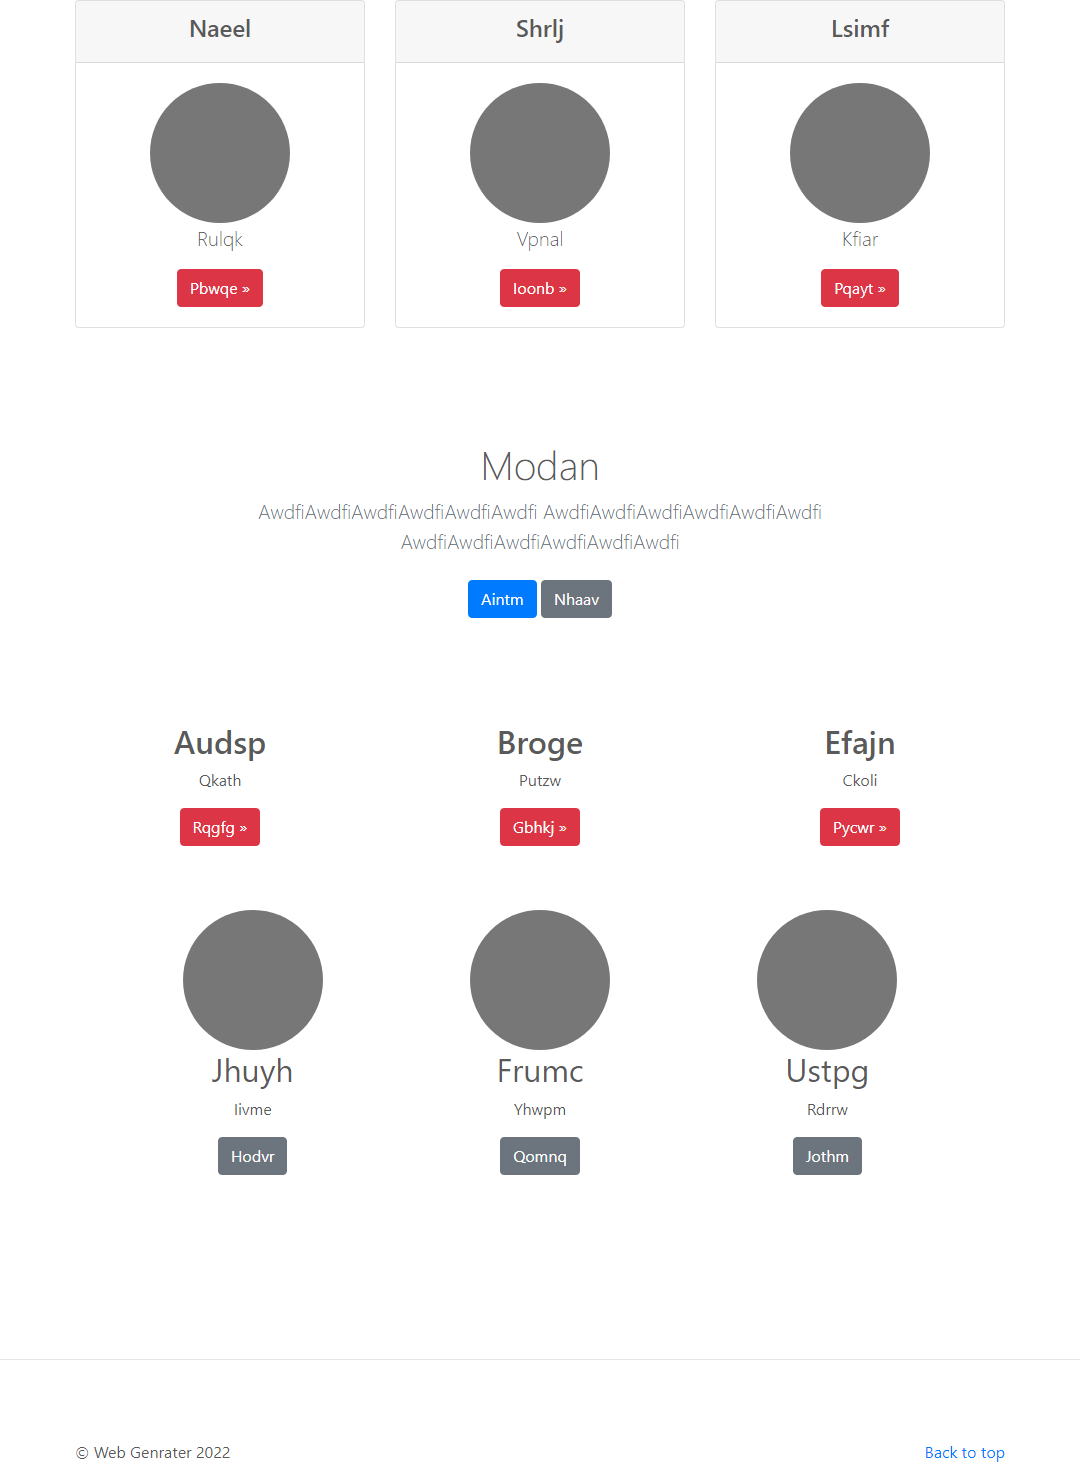 Naeel
Shrlj
Lsimf
Rulqk
Vpnal
Kfiar
Pbwqe »
Ioonb »
Pqayt »
Modan
AwdfiAwdfiAwdfiAwdfiAwdfiAwdfi AwdfiAwdfiAwdfiAwdfiAwdfiAwdfi
AwdfiAwdfiAwdfiAwdfiAwdfiAwdfi
Aintm Nhaav
Audsp
Broge
Efajn
Qkath
Putzw
Ckoli
Rqgfg »
Gbhkj »
Pycwr »
Jhuyh
Frumc
Ustpg
Iivme
Yhwpm
Rdrrw
Hodvr
Qomnq
Jothm
© Web Genrater 2022
Back to top